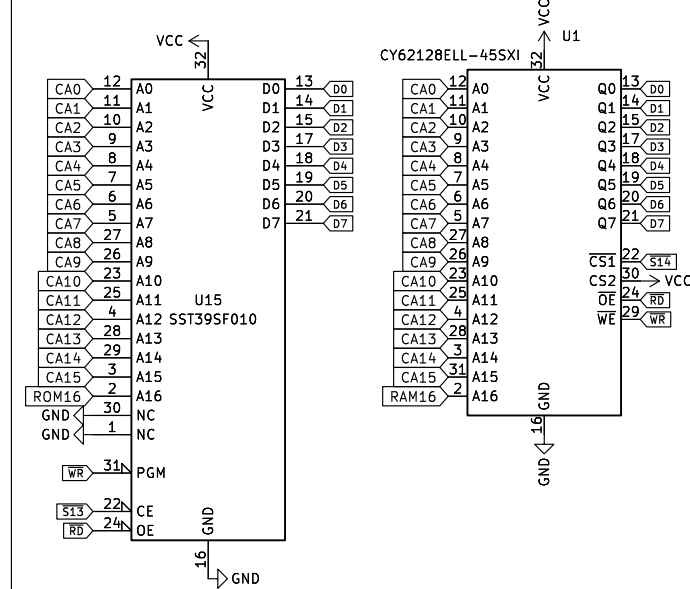 VCC
32
VCC
CA0 12 A0 D0 13 D0
CA1 11 A1 D1 14 D1
CA2 10 A2 D2 15 D2
CA3 9 A3 D3 17 D3
CA4 8 A4 D4 18 D4
CA5 7 A5 D5 19 D5
CA6 6 A6 D6 20 D6
CA7 5 A7 D7 21 D7
CA8 27 A8
CA9 26 A9
CA10 23 A10
CA11 25 A11 U15
CA12 4 A12 SST39SF010
CA13 28 A13
CA14 29 A14
CA15 3 A15
ROM16 2 A16
GND 30 NC
GND 1 NC
WR 31 PGM
S13 22 CE
RD 24 OE
GND
16
GND
VCC
U1
CY62128ELL-45SXI
32
VCC
CA0 12 A0 Q0 13 D0
CA1 11 A1 Q1 14 D1
CA2 10 A2 Q2 15 D2
CA3 9 A3 Q3 17 D3
CA4 8 A4 Q4 18 D4
CA5 7 A5 Q5 19 D5
CA6 6 A6 Q6 20 D6
CA7 5 A7 Q7 21 D7
CA8 27 A8
CA9 26 A9 CS1 22 S14
CA10 23 A10 CS2 30 VCC
CA11 25 A11 OE 24 RD
CA12 4 A12 WE 29 WR
CA13 28 A13
CA14 3 A14
CA15 31 A15
RAM16 2 A16
GND
16
GND